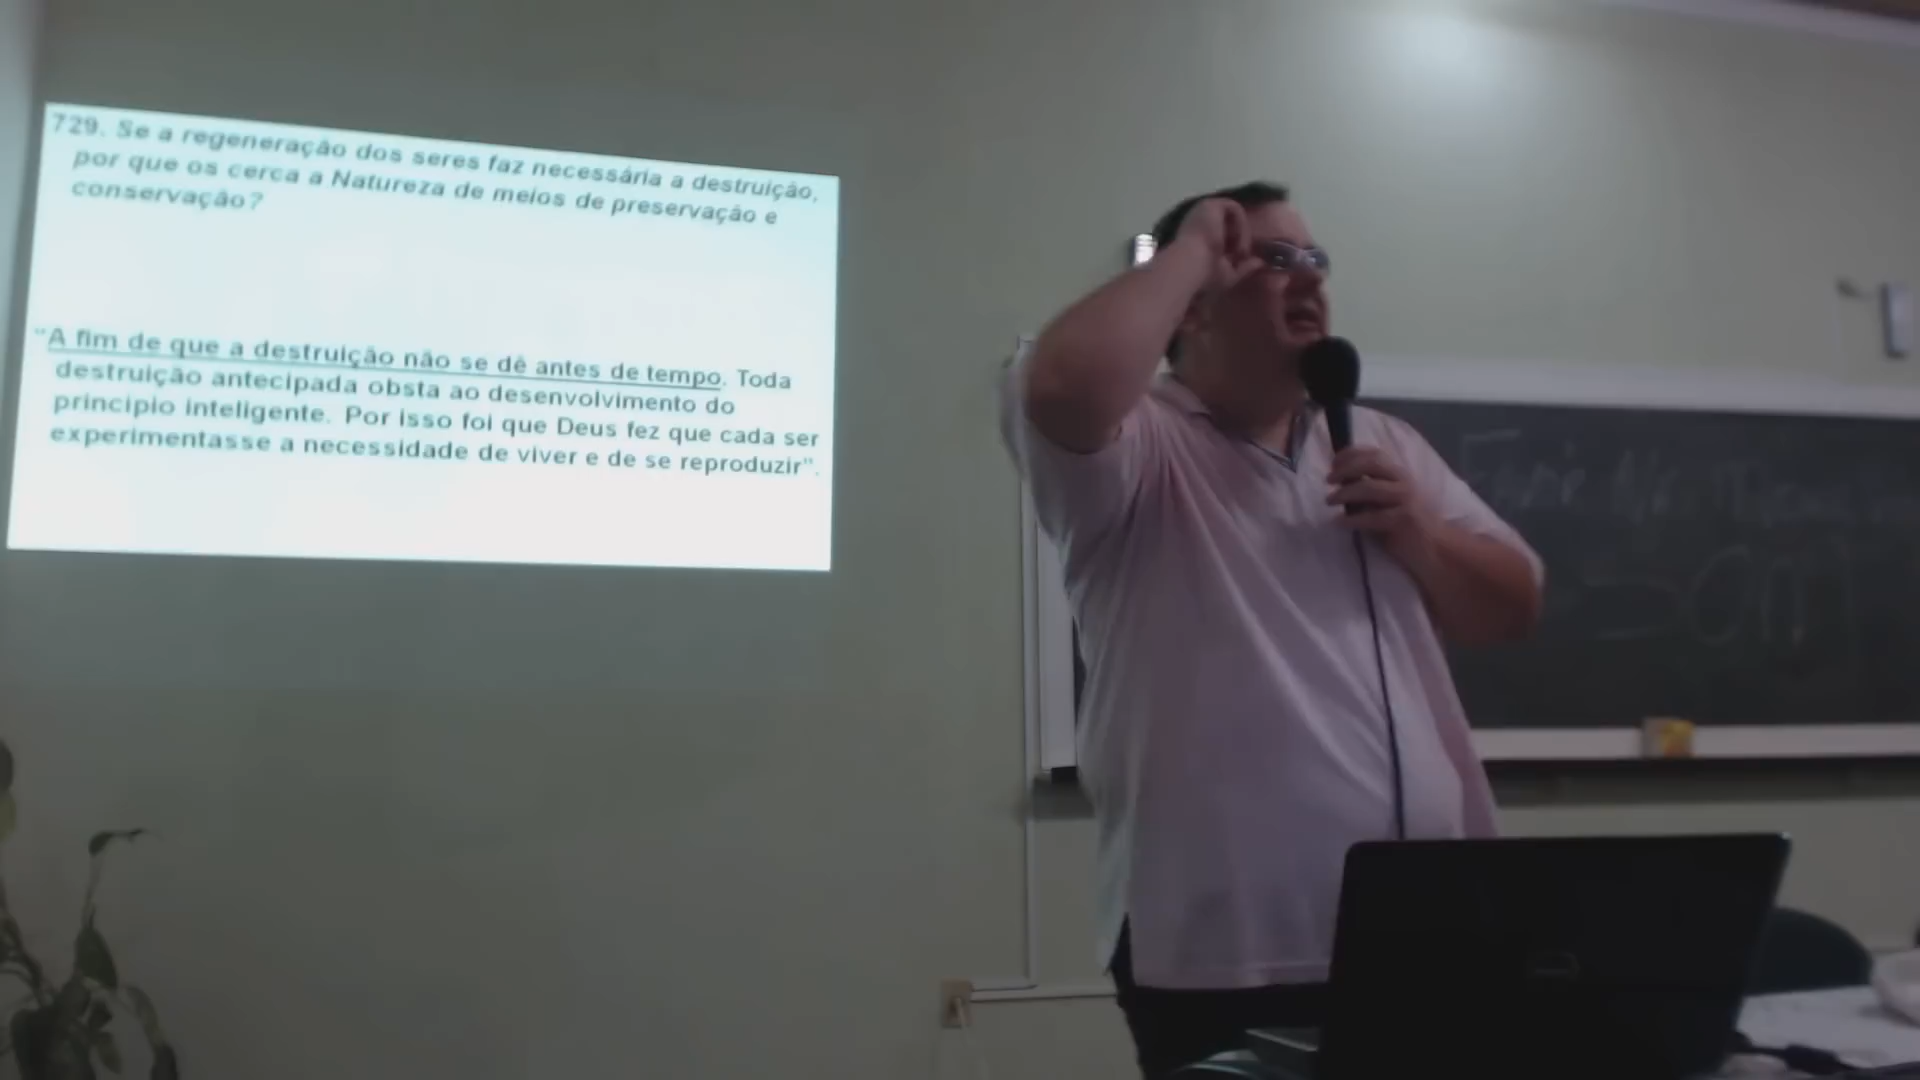 729. Se a regeneração dos seres faz necessária a destruição,
por que os cerca a Natureza de meios de preservação e
conservação?
"A fim de que a destruição não se dê antes de tempo. Toda
destruição antecipada obsta ao desenvolvimento do
princípio inteligente. Por isso foi que Deus fez que cada ser
experimentasse a necessidade de viver e de se reproduzir".